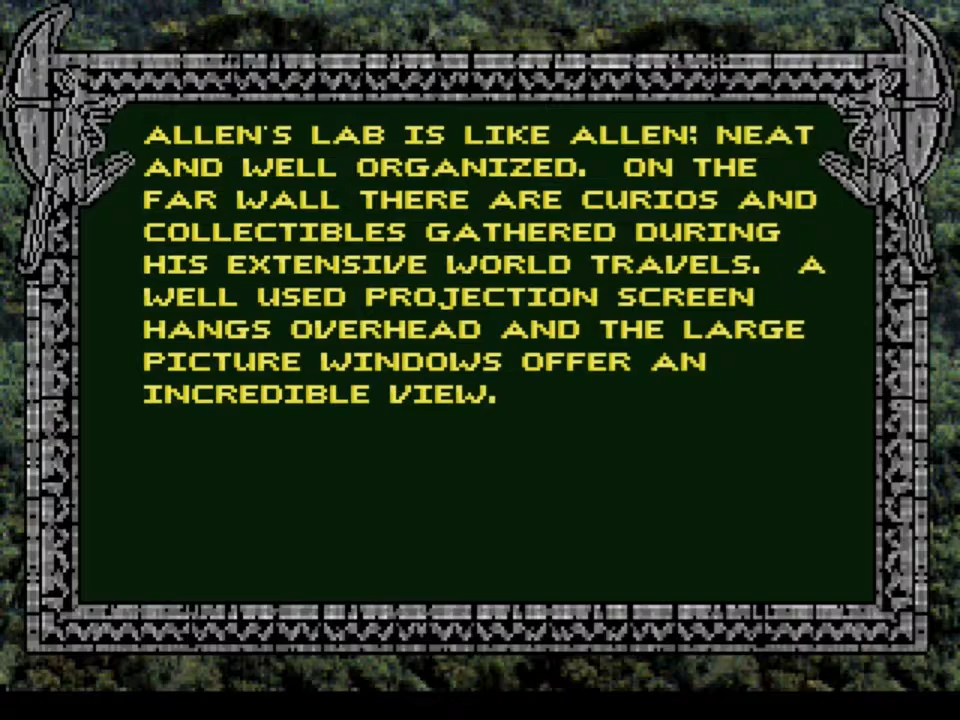 ALLEN'S LAB IS LIKE ALLEN; NEAT
AND WELL ORGANIZED. ON THE
FAR WALL THERE ARE CURIOS AND
COLLECTIBLES GATHERED DURING
HIS EXTENSIVE WORLD TRAVELS. A
WELL USED PROJECTION SCREEN
HANGS OVERHEAD AND THE LARGE
PICTURE WINDOWS OFFER AN
INCREDIBLE VIEW.